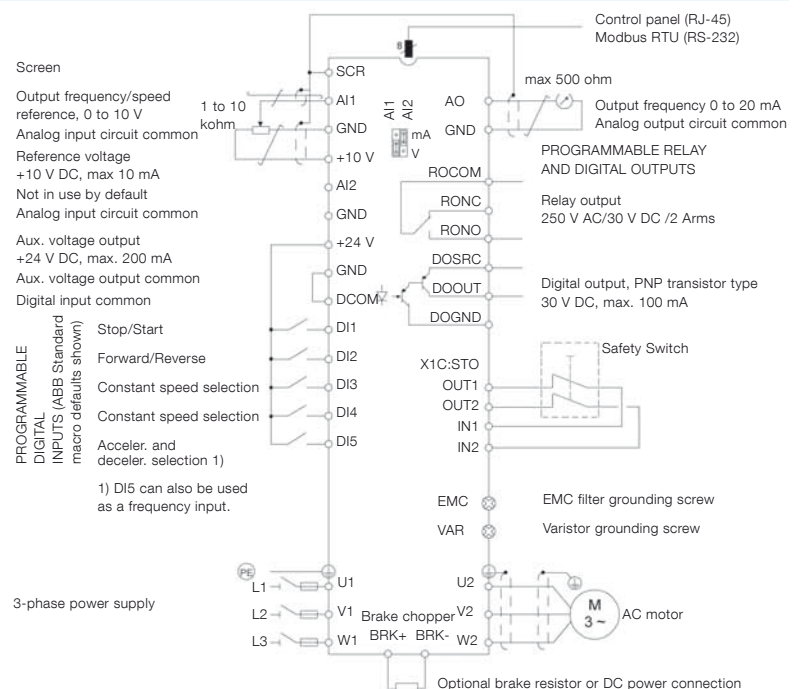 Control panel (RJ-45)
Modbus RTU (RS-232)
8
Screen
SCR
max 500 ohm
Output frequency/speed
reference, 0 to 10 V
1 to 10
kohm
AI1
AI1
AI2
AO
Output frequency 0 to 20 mA
Analog output circuit common
Analog input circuit common
GND
mA
V
GND
Reference voltage
+10 V DC, max 10 mA
+10 V
PROGRAMMABLE RELAY
AND DIGITAL OUTPUTS
Not in use by default
AI2
ROCOM
Analog input circuit common
GND
RONC
RONO
Relay output
250 V AC/30 V DC /2 Arms
Aux. voltage output
+24 V DC, max. 200 mA
+24 V
DOSRC
Aux. voltage output common
GND
DOOUT
Digital output, PNP transistor type
30 V DC, max. 100 mA
Digital input common
DCOM
DOGND
PROGRAMMABLE
DIGITAL
INPUTS (ABB Standard
macro defaults shown)
Stop/Start
DI1
Forward/Reverse
DI2
Constant speed selection
DI3
Constant speed selection
DI4
Acceler. and
deceler. selection 1)
DI5
1) DI5 can also be used
as a frequency input.
Safety Switch
X1C:STO
OUT1
OUT2
IN1
IN2
EMC
EMC filter grounding screw
VAR
Varistor grounding screw
PE
3-phase power supply
L1
U1
U2
L2
V1
Brake chopper
V2
L3
W1
BRK+
BRK-
W2
M
3 ~
AC motor
Optional brake resistor or DC power connection